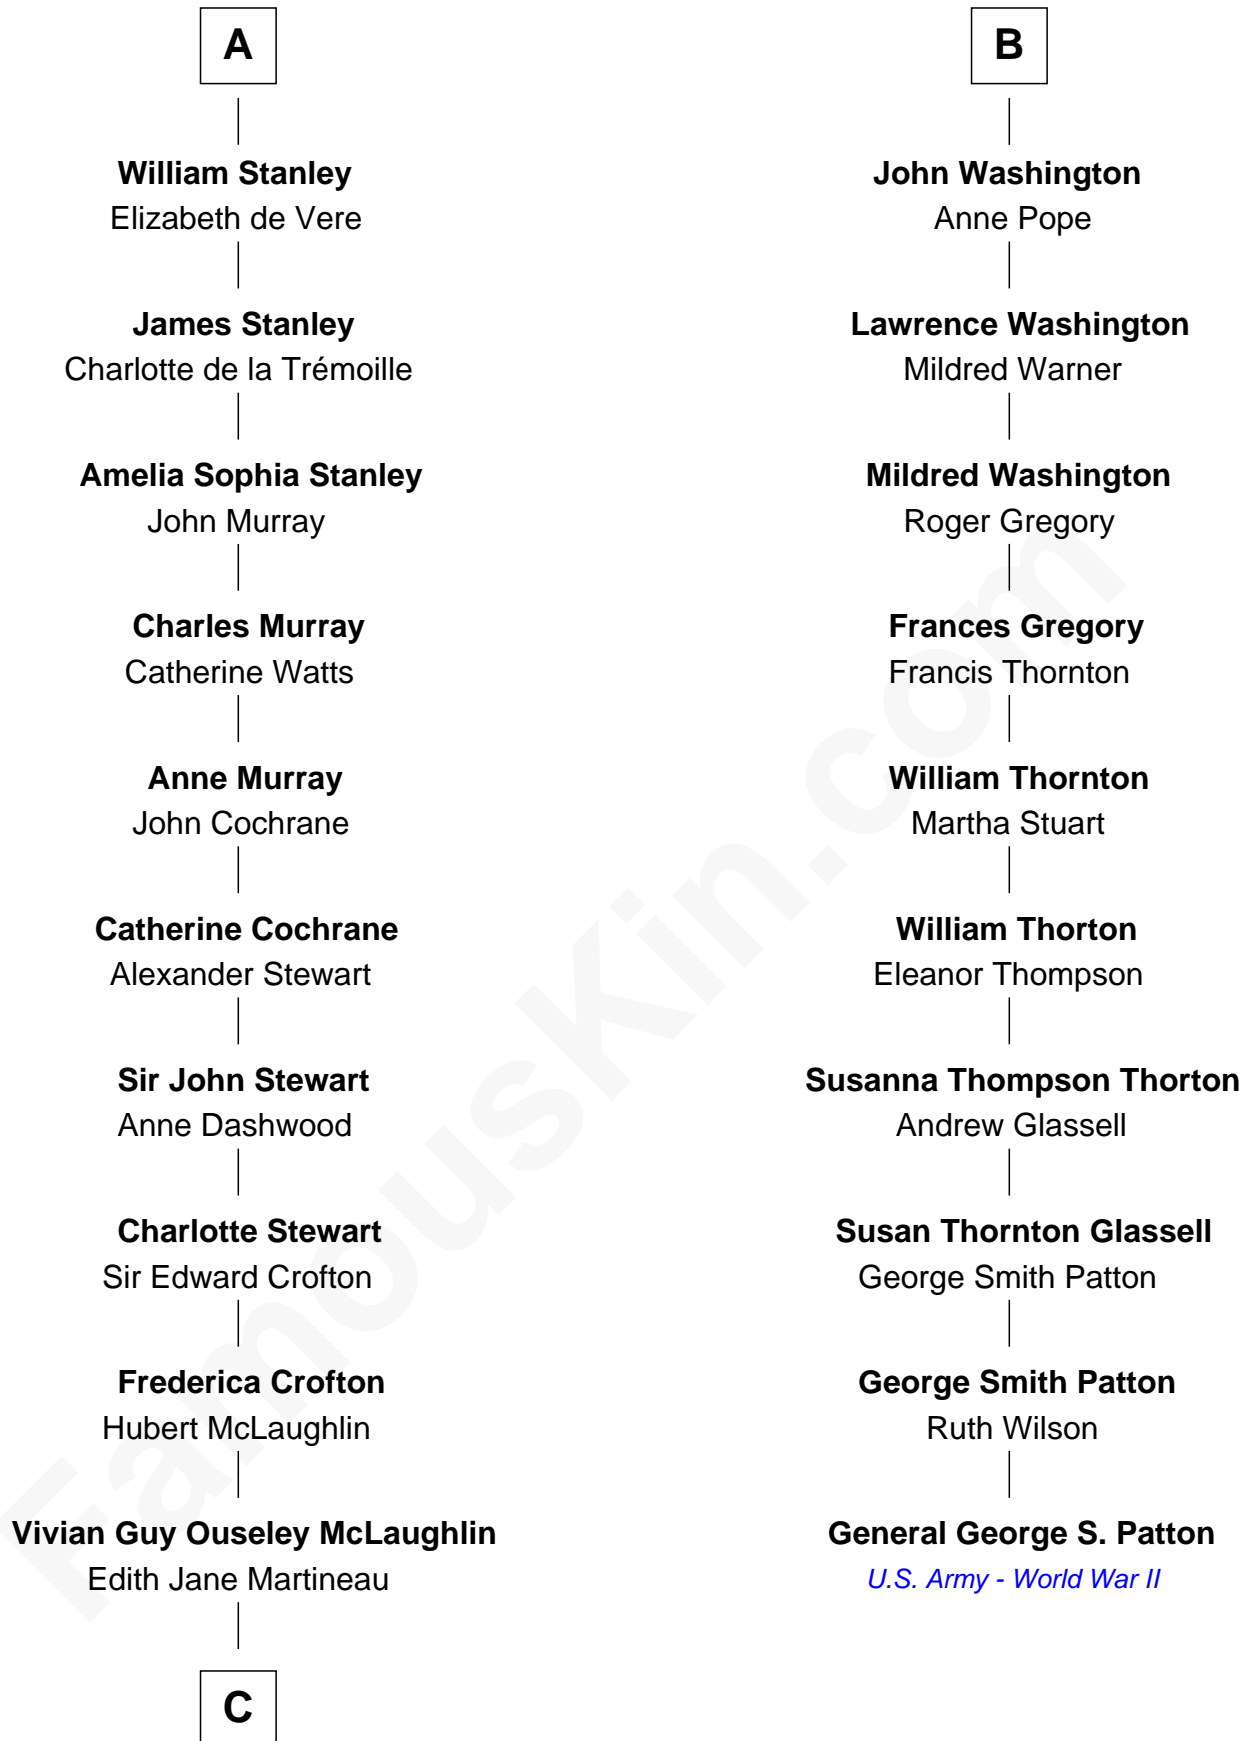 A
William Stanley
Elizabeth de Vere
James Stanley
Charlotte de la Trémoille
Amelia Sophia Stanley
John Murray
Charles Murray
Catherine Watts
Anne Murray
John Cochrane
Catherine Cochrane
Alexander Stewart
Sir John Stewart
Anne Dashwood
Charlotte Stewart
Sir Edward Crofton
Frederica Crofton
Hubert McLaughlin
Vivian Guy Ouseley McLaughlin
Edith Jane Martineau
C
B
John Washington
Anne Pope
Lawrence Washington
Mildred Warner
Mildred Washington
Roger Gregory
Frances Gregory
Francis Thornton
William Thornton
Martha Stuart
William Thorton
Eleanor Thompson
Susanna Thompson Thorton
Andrew Glassell
Susan Thornton Glassell
George Smith Patton
George Smith Patton
Ruth Wilson
General George S. Patton
U.S. Army - World War II
FamousKin.com